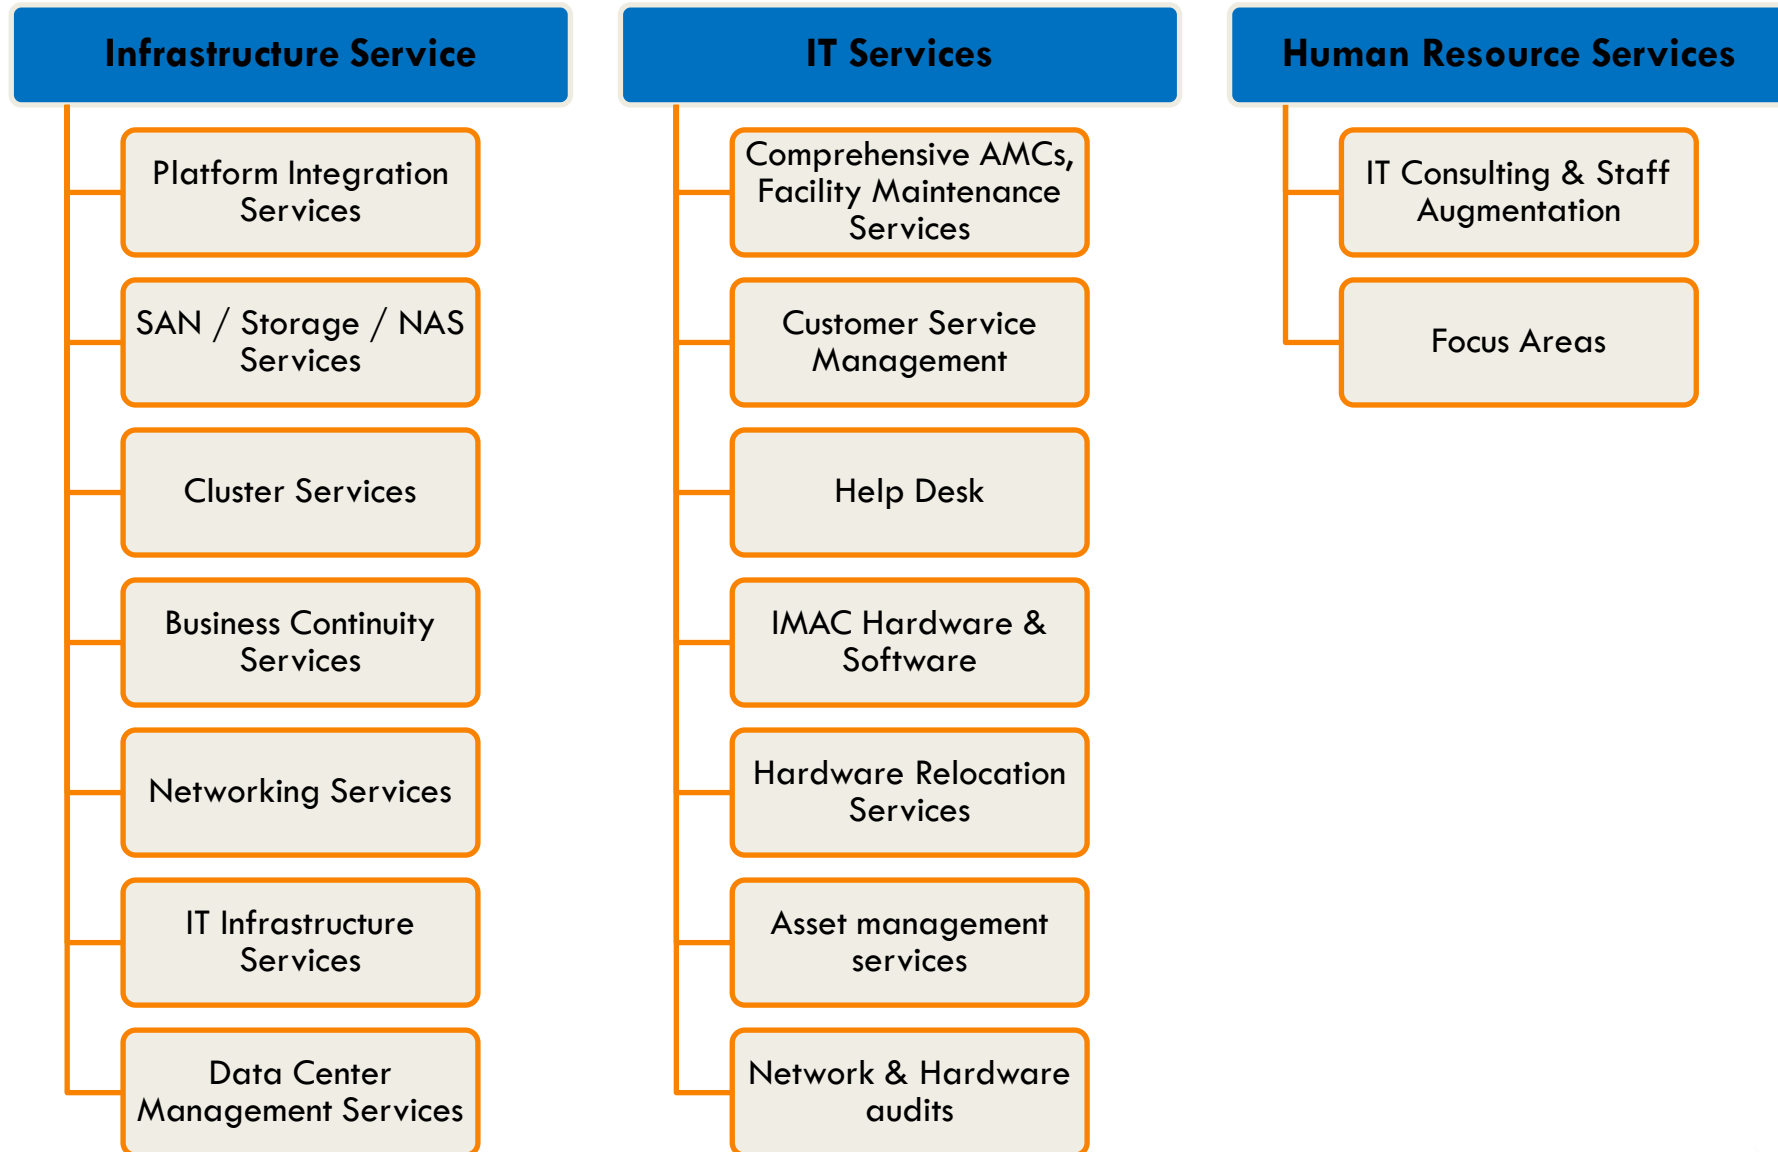 Infrastructure Service
Platform Integration
Services
SAN / Storage / NAS
Services
Cluster Services
Business Continuity
Services
Networking Services
IT Infrastructure
Services
Data Center
Management Services
IT Services
Comprehensive AMCs,
Facility Maintenance
Services
Customer Service
Management
Help Desk
IMAC Hardware &
Software
Hardware Relocation
Services
Asset management
services
Network & Hardware
audits
Human Resource Services
IT Consulting & Staff
Augmentation
Focus Areas